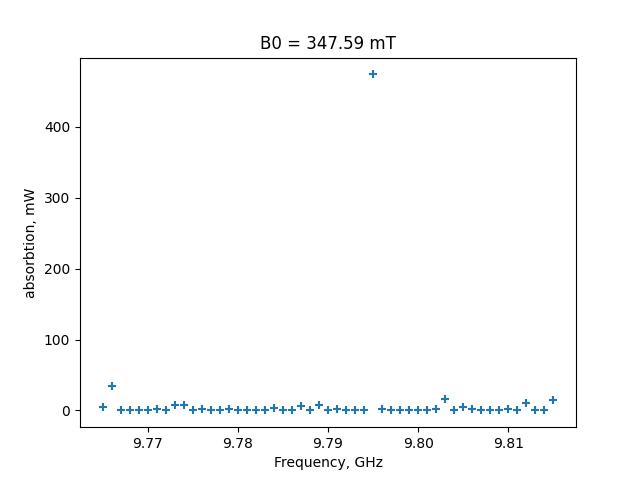 B0 = 347.59 mT
absorbtion, mW
400
300
200
100
0
9.77 9.78 9.79 9.80 9.81
Frequency, GHz